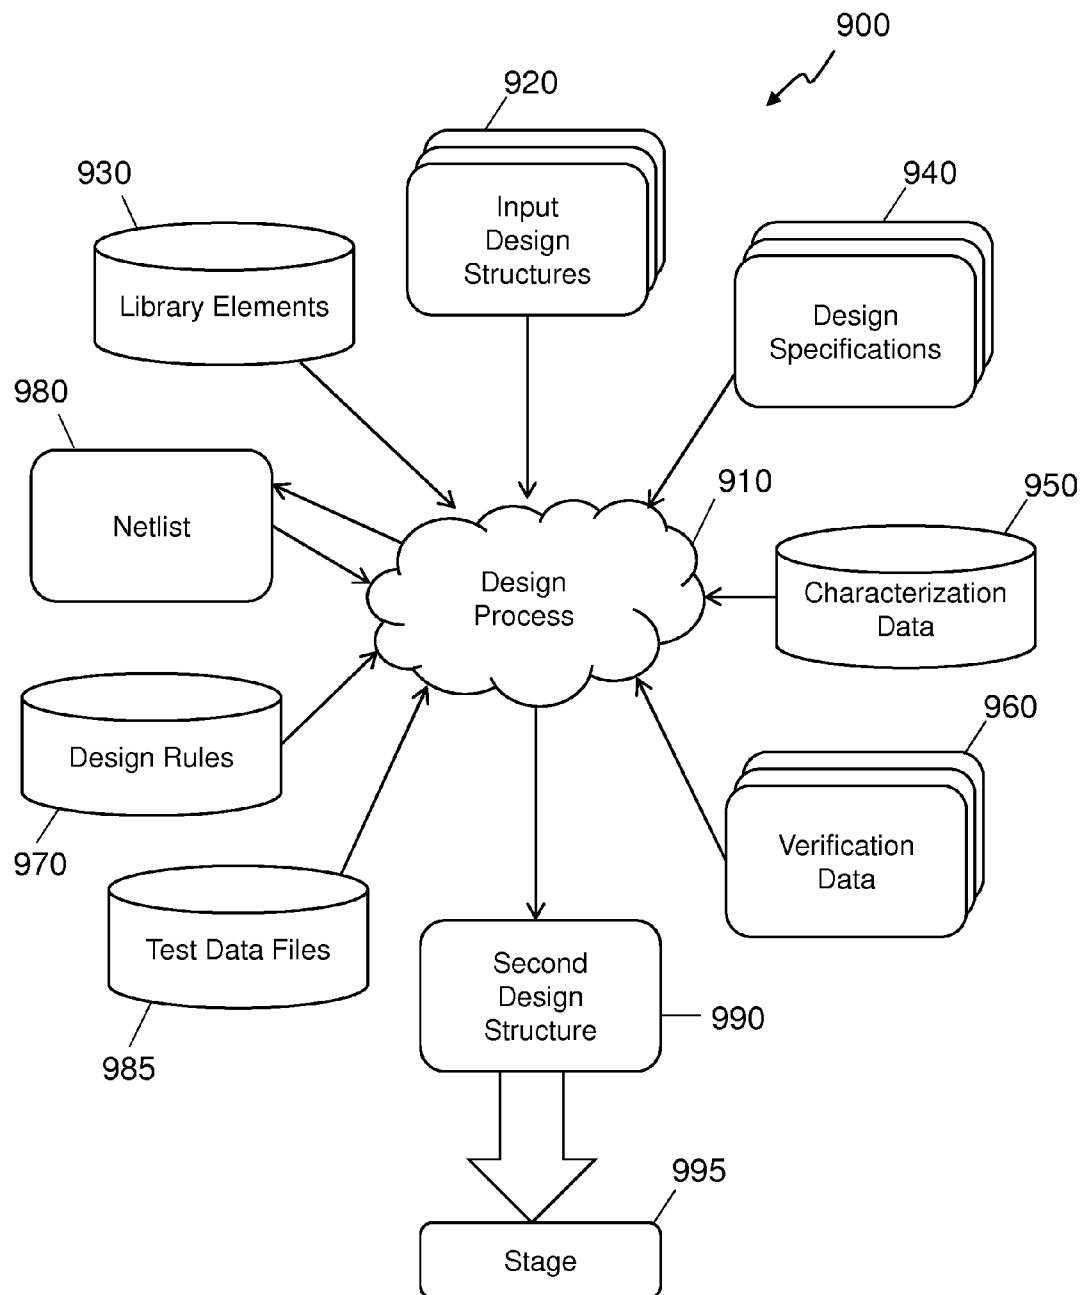 900
920
Input
Design
Structures
930
Library Elements
940
Design
Specifications
980
Netlist
910
Design
Process
950
Characterization
Data
Design Rules
970
960
Verification
Data
Test Data Files
985
Second
Design
Structure
990
995
Stage